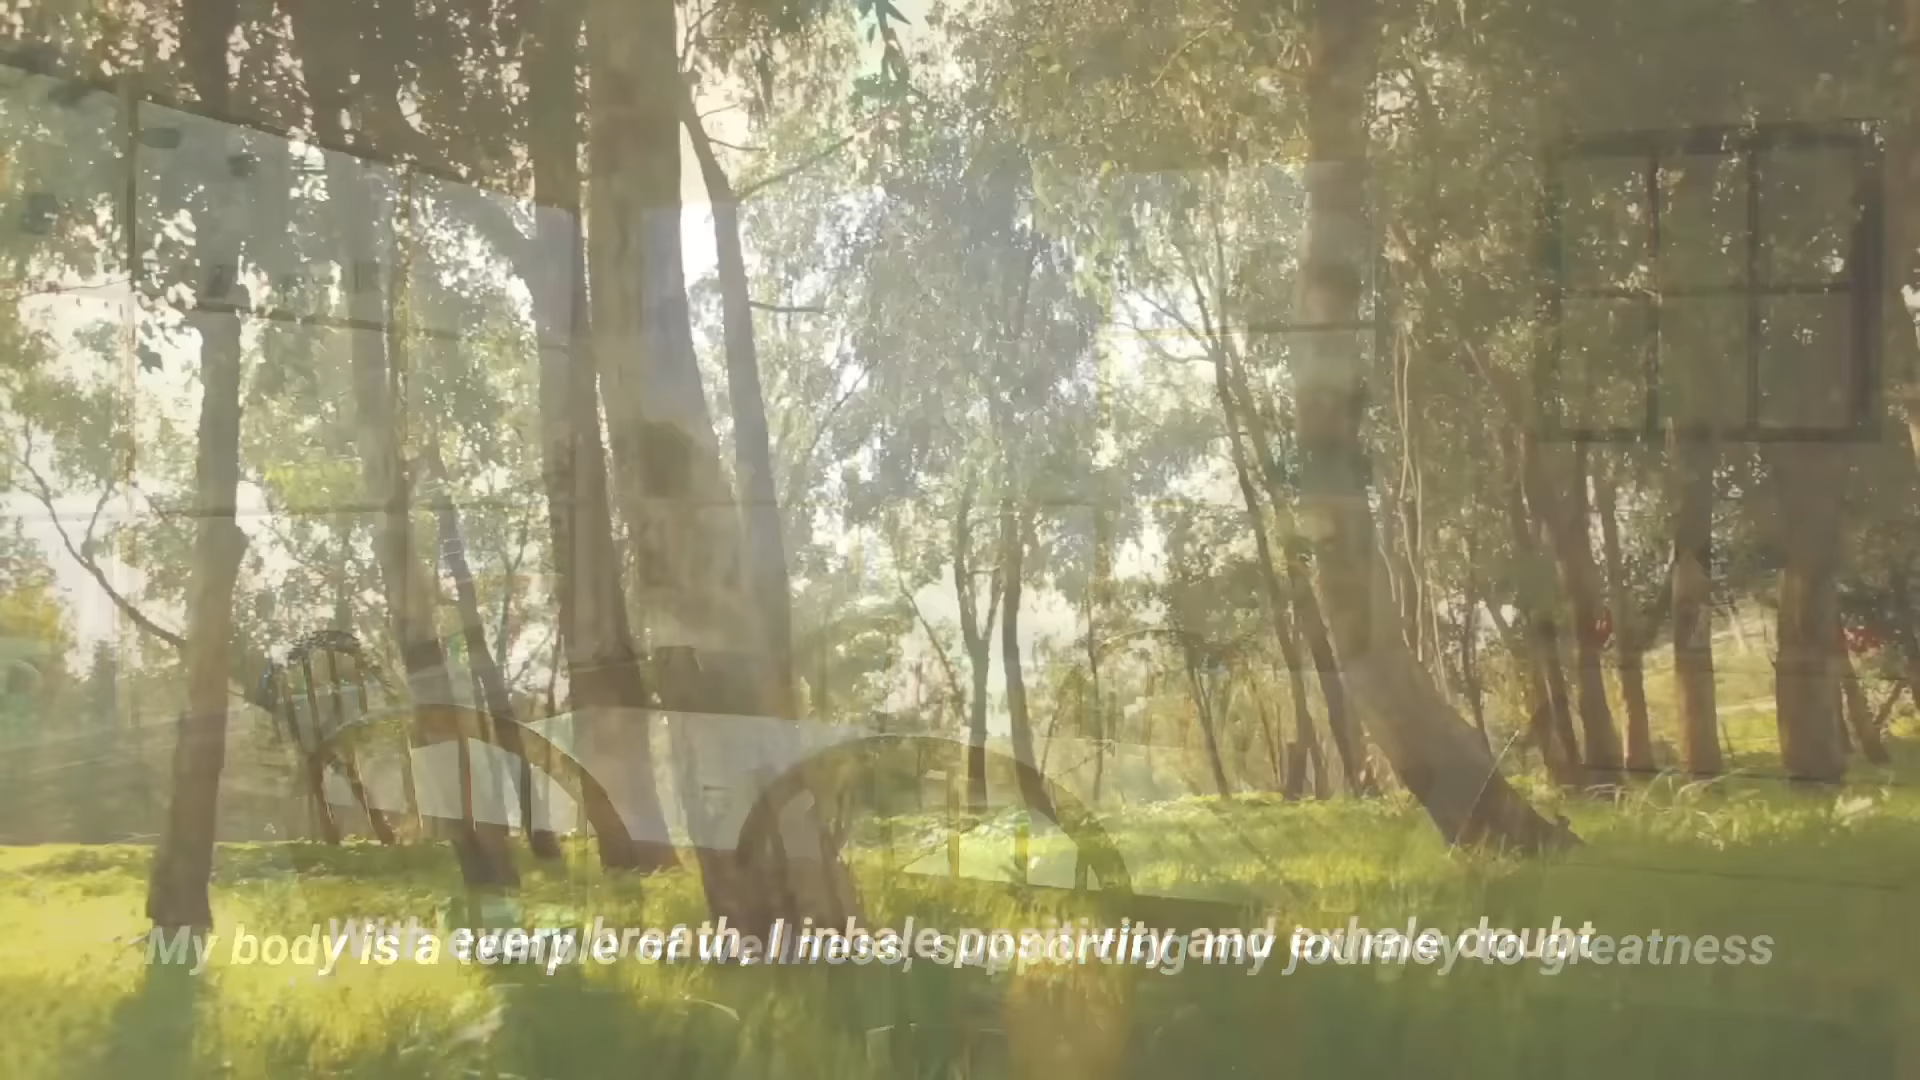 With every breath, I inhale positivity and exhale doubt
My body is a temple of wellness, supporting my journey to greatness